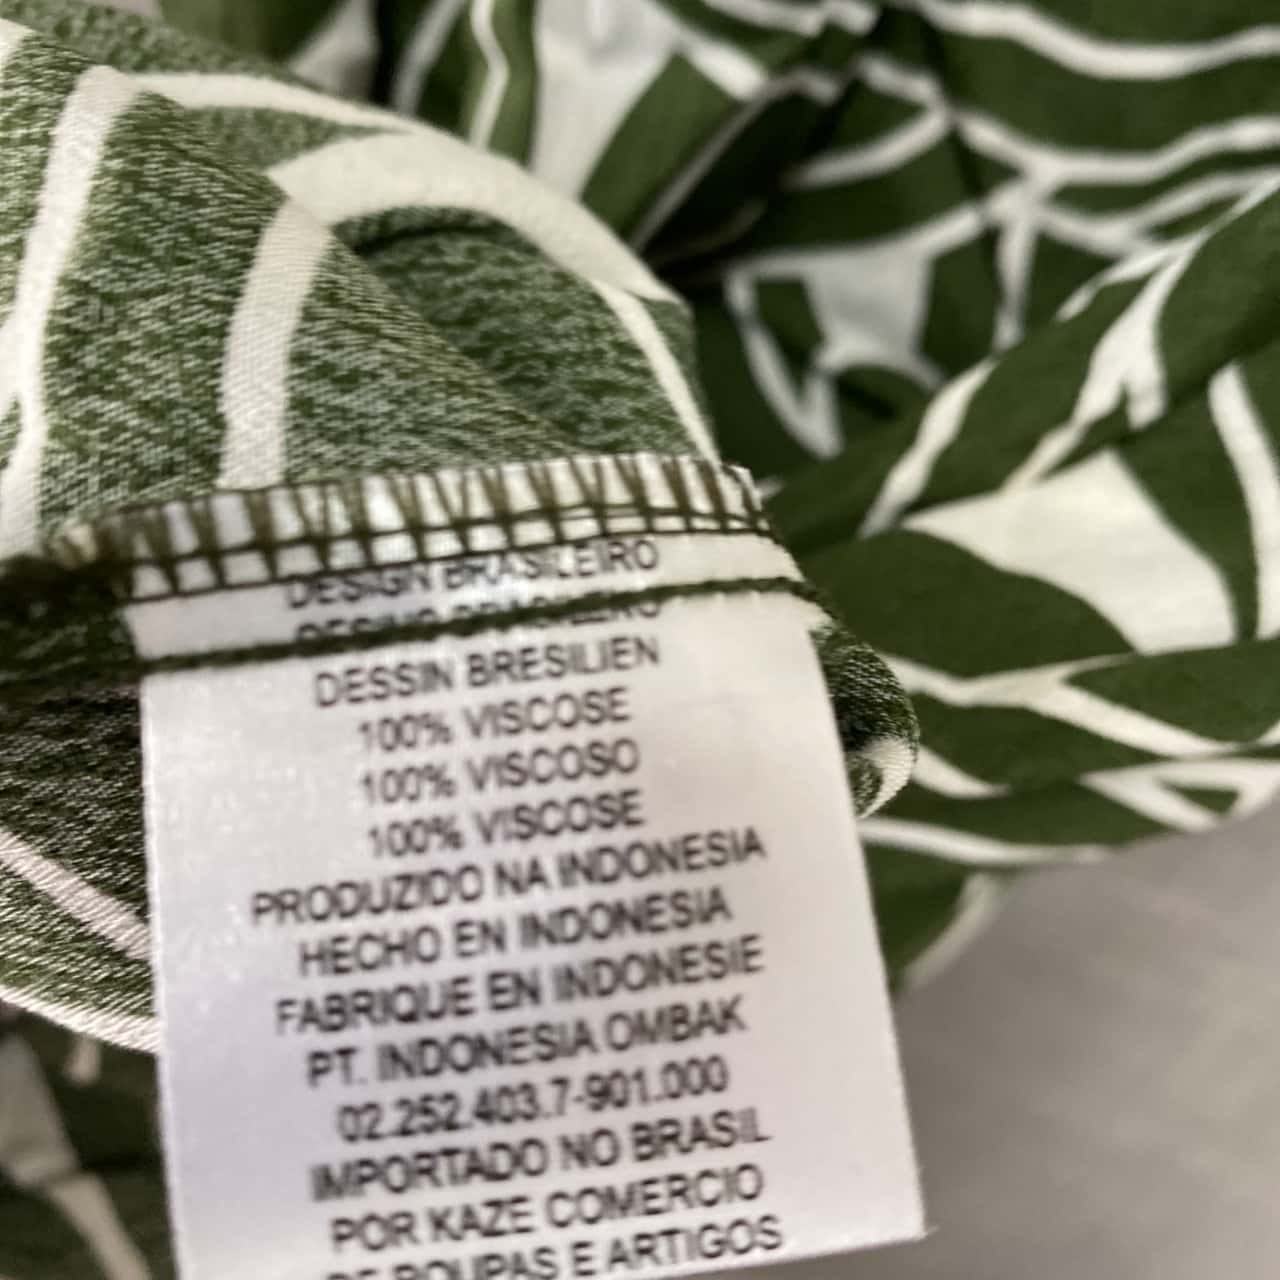 DESIGN BRASILEIRO
DESSIN BRESILIEN
100% VISCOSE
100% VISCOSO
100% VISCOSE
PRODUZIDO NA INDONESIA
HECHO EN INDONESIA
FABRIQUE EN INDONESIE
PT. INDONESIA OMBAK
02.252.403.7-901.000
IMPORTADO NO BRASIL
POR KAZE COMERCIO
DE ROUPAS E ARTIGOS